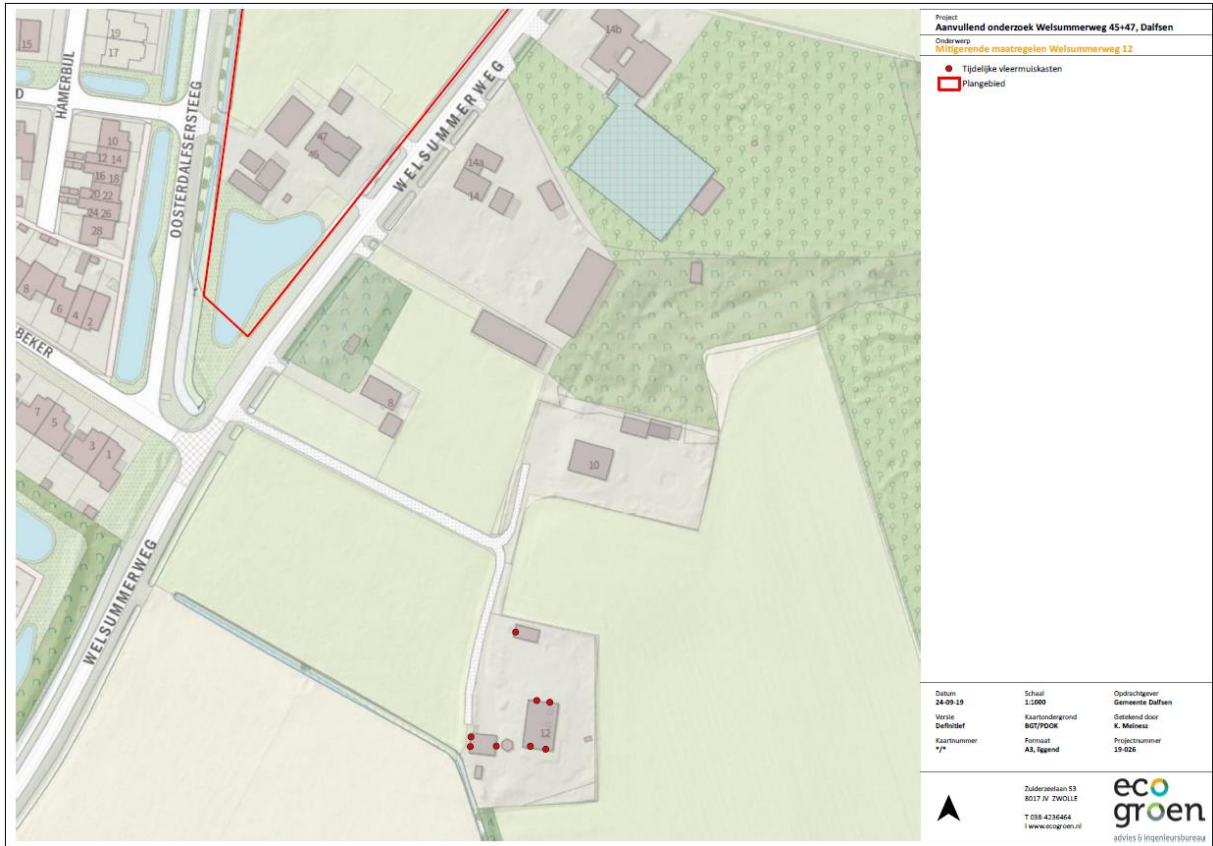 15
19
17
HAMERBIJL
D
OOSTERDALFSERSTEEG
10
12 14
16 18
20 22
24 26
28
8
6
4
2
BEKER
7
5
3
1
WELSUMMERWEG
47
45
WELSUMMERWEG
14b
14a
14
8
10
12
Project
Aanvullend onderzoek Welsummerweg 45+47, Dalfsen
Onderwerp
Mitigerende maatregelen Welsummerweg 12
Tijdelijke vleermuiskasten
Plangebied
Datum
24-09-19
Schaal
1:1000
Opdrachtgever
Gemeente Dalfsen
Versie
Definitief
Kaartondergrond
BGT/PDOK
Getekend door
K. Meinesz
Kaartnummer
*/*
Formaat
A3, liggend
Projectnummer
19-026
Zuiderzeelaan 53
8017 JV ZWOLLE
T 038-4236464
I www.ecogroen.nl
eco
groen
advies & ingenieursbureau